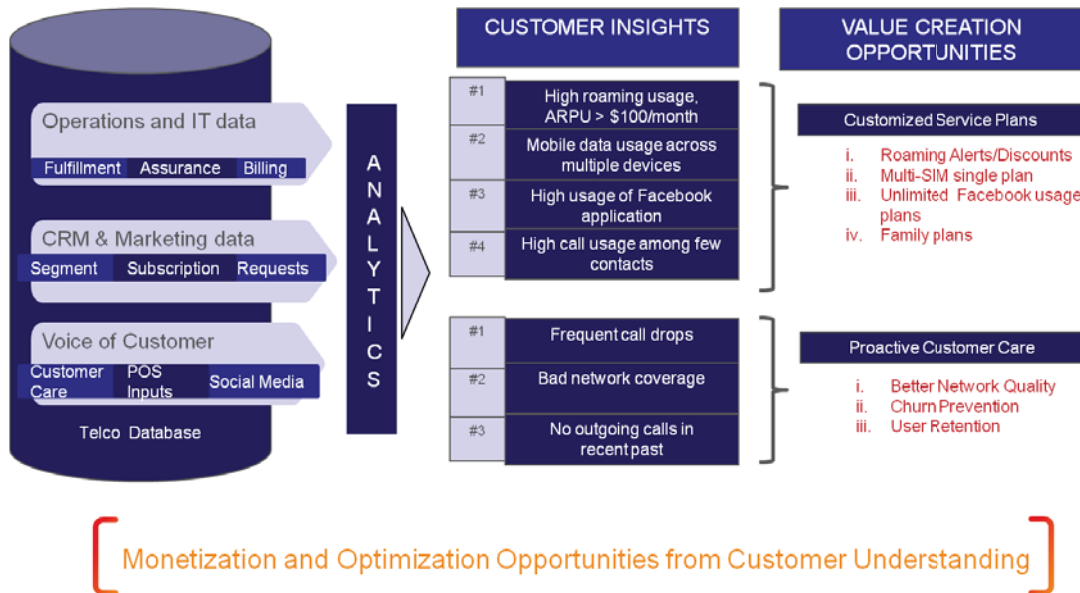 Operations and IT data
Fulfillment Assurance Billing
CRM & Marketing data
Segment Subscription Requests
Voice of Customer
Customer
Care
POS
Inputs
Social Media
Telco Database
ANALYTICS
CUSTOMER INSIGHTS
#1
High roaming usage,
ARPU > $100/month
#2
Mobile data usage across
multiple devices
#3
High usage of Facebook
application
#4
High call usage among few
contacts
#1
Frequent call drops
#2
Bad network coverage
#3
No outgoing calls in
recent past
VALUE CREATION
OPPORTUNITIES
Customized Service Plans
i. Roaming Alerts/Discounts
ii. Multi-SIM single plan
iii. Unlimited Facebook usage
plans
iv. Family plans
Proactive Customer Care
i. Better Network Quality
ii. Churn Prevention
iii. User Retention
Monetization and Optimization Opportunities from Customer Understanding